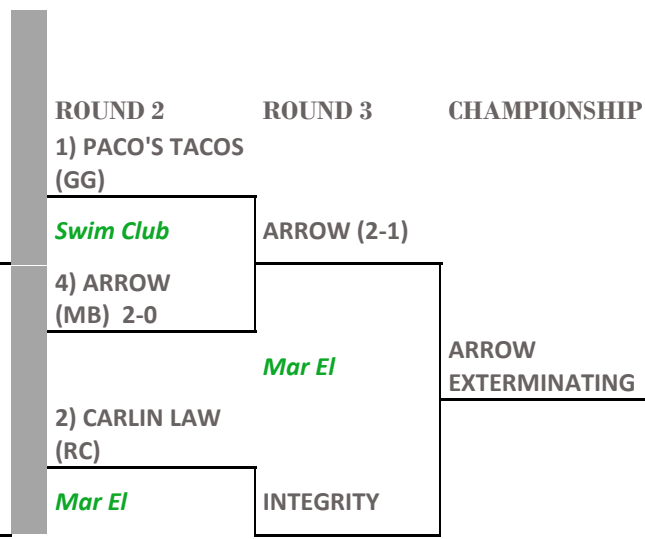 ROUND 2 ROUND 3 CHAMPIONSHIP
1) PACO'S TACOS
(GG)
Swim Club ARROW (2-1)
4) ARROW
(MB) 2-0
Mar El
ARROW
EXTERMINATING
2) CARLIN LAW
(RC)
Mar El INTEGRITY